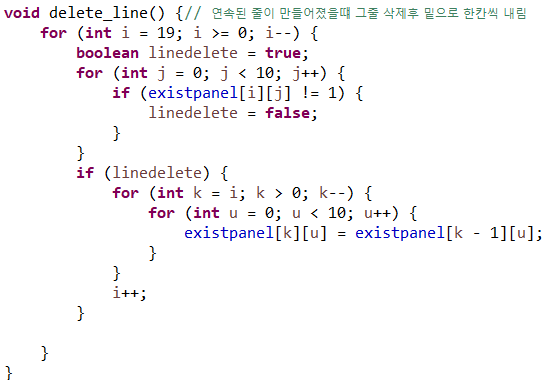 void delete_line() {// 연속된 줄이 만들어졌을때 그줄 삭제후 밑으로 한칸씩 내림
    for (int i = 19; i >= 0; i--) {
        boolean linedelete = true;
        for (int j = 0; j < 10; j++) {
            if (existpanel[i][j] != 1) {
                linedelete = false;
            }
        }
        if (linedelete) {
            for (int k = i; k > 0; k--) {
                for (int u = 0; u < 10; u++) {
                    existpanel[k][u] = existpanel[k - 1][u];
                }
            }
            i++;
        }

    }
}